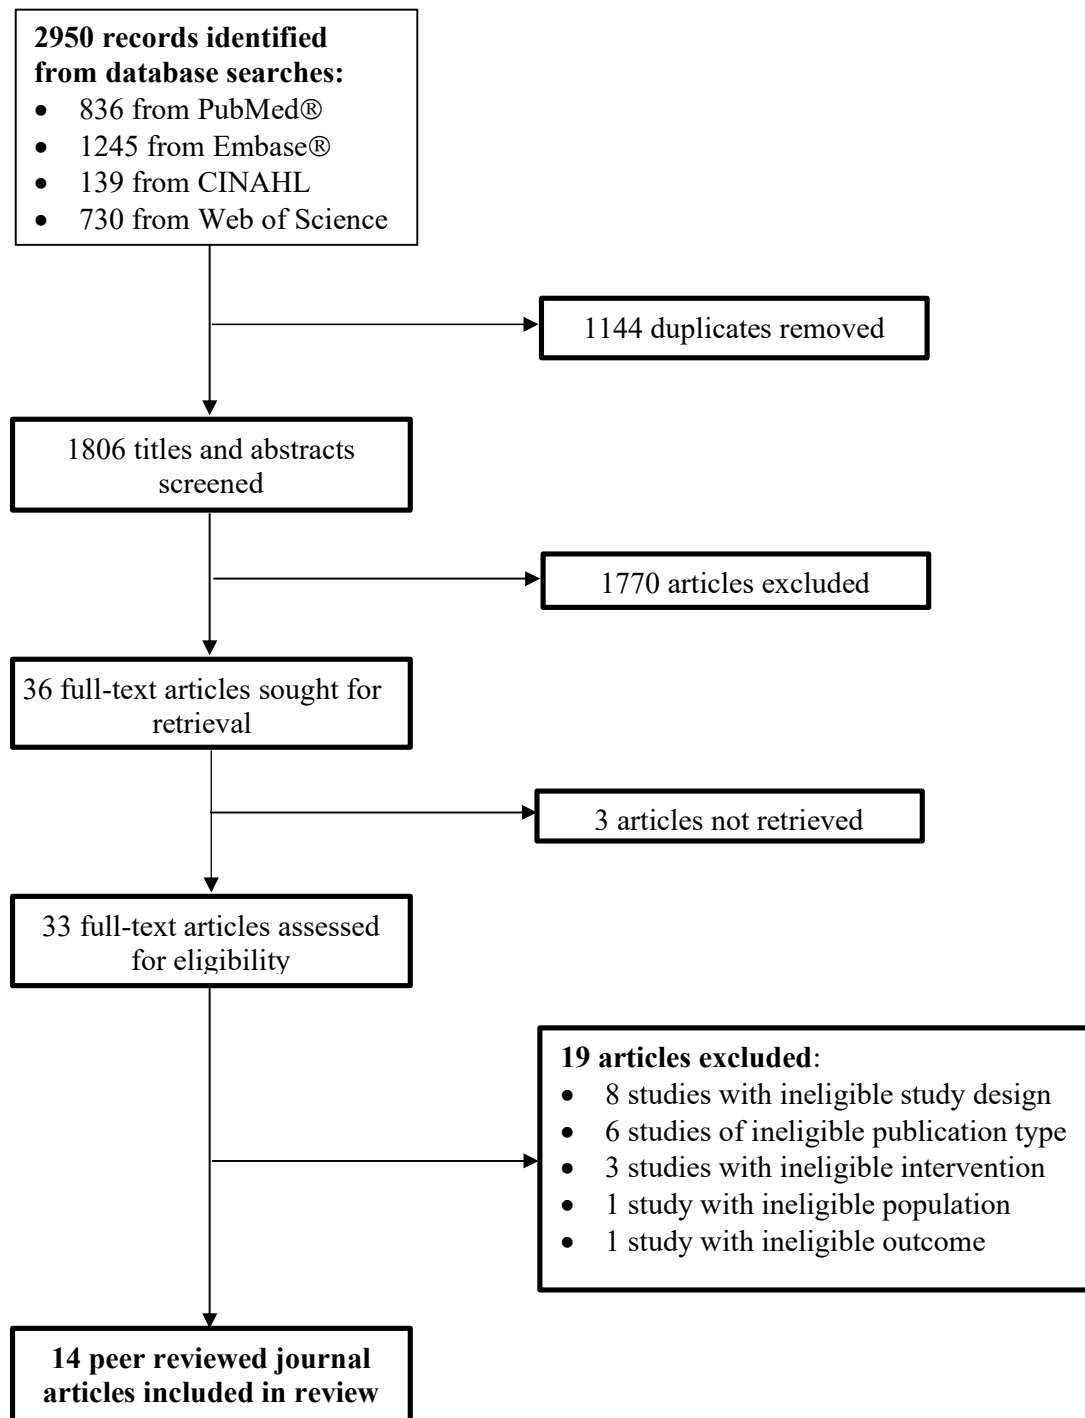 2950 records identified
from database searches:
• 836 from PubMed®
• 1245 from Embase®
• 139 from CINAHL
• 730 from Web of Science
1144 duplicates removed
1806 titles and abstracts
screened
1770 articles excluded
36 full-text articles sought for
retrieval
3 articles not retrieved
33 full-text articles assessed
for eligibility
19 articles excluded:
• 8 studies with ineligible study design
• 6 studies of ineligible publication type
• 3 studies with ineligible intervention
• 1 study with ineligible population
• 1 study with ineligible outcome
14 peer reviewed journal
articles included in review